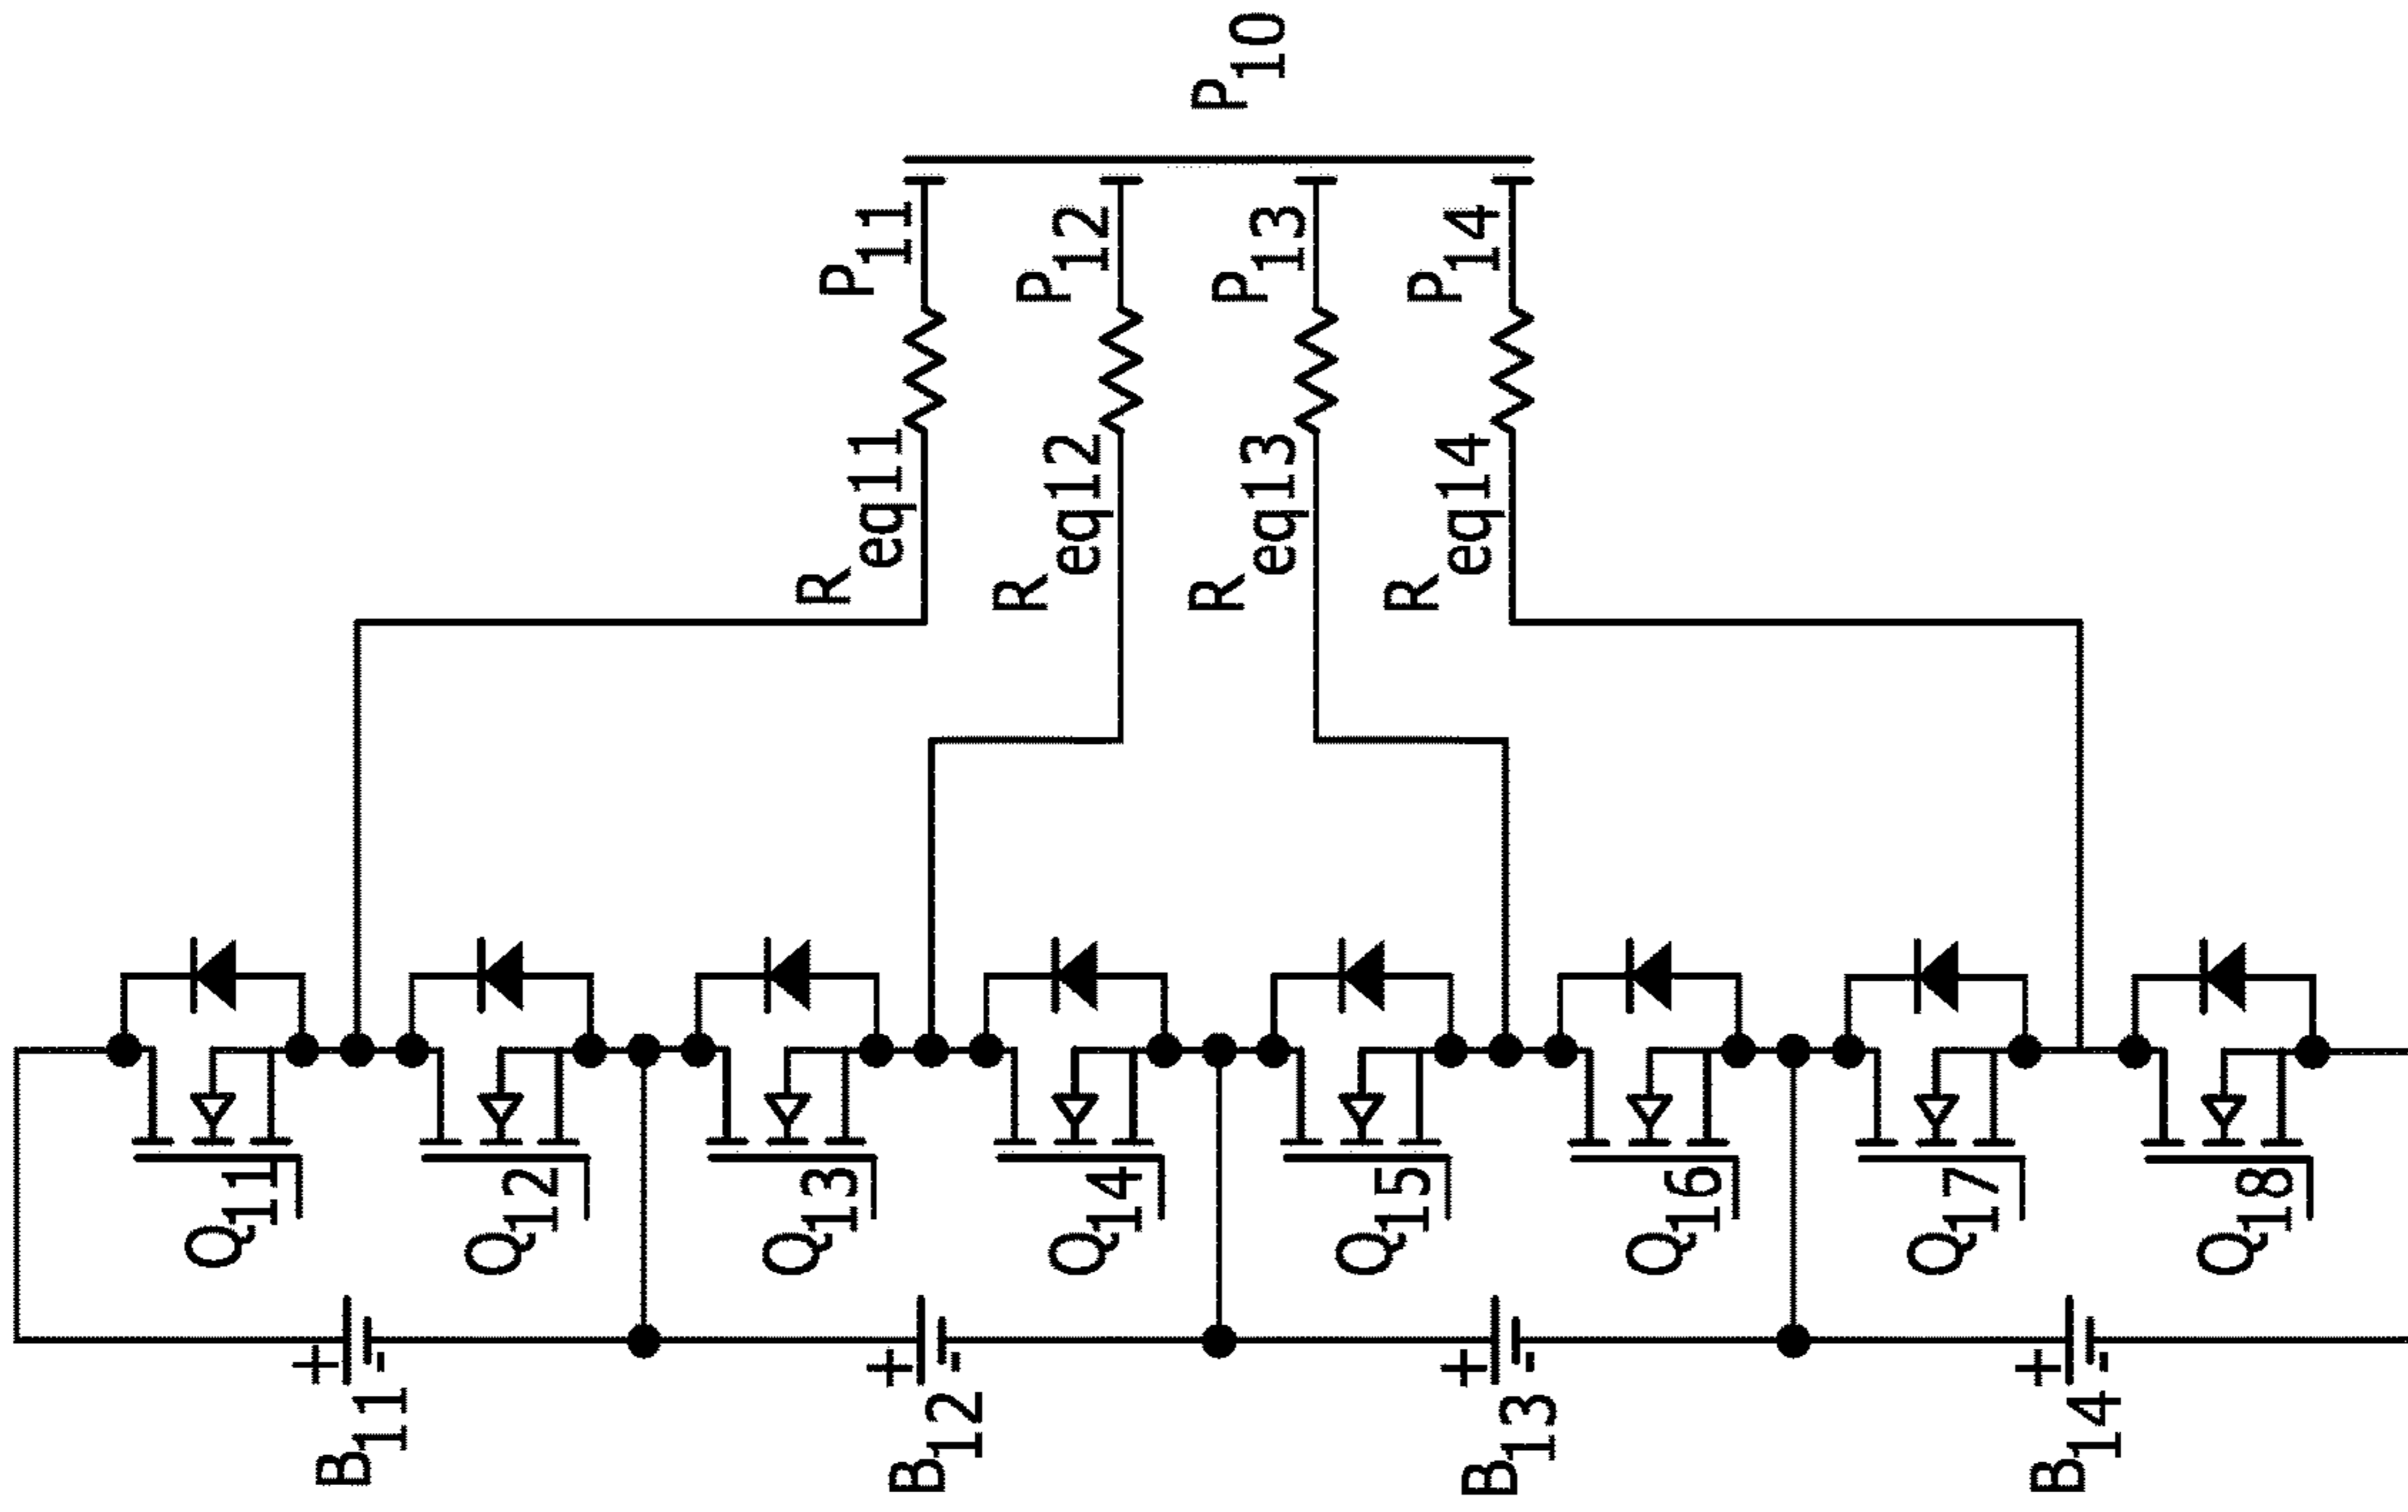 P10
P11
P12
P13
P14
Req11
Req12
Req13
Req14
Q11
Q12
Q13
Q14
Q15
Q16
Q17
Q18
+ -
+ -
+ -
+ -
B11
B12
B13
B14